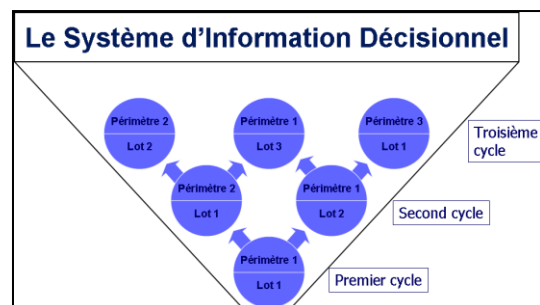 Le Système d'Information Décisionnel
Périmètre 2
Lot 2
Périmètre 1
Lot 3
Périmètre 3
Lot 1
Troisième
cycle
Périmètre 2
Lot 1
Périmètre 1
Lot 2
Second cycle
Périmètre 1
Lot 1
Premier cycle